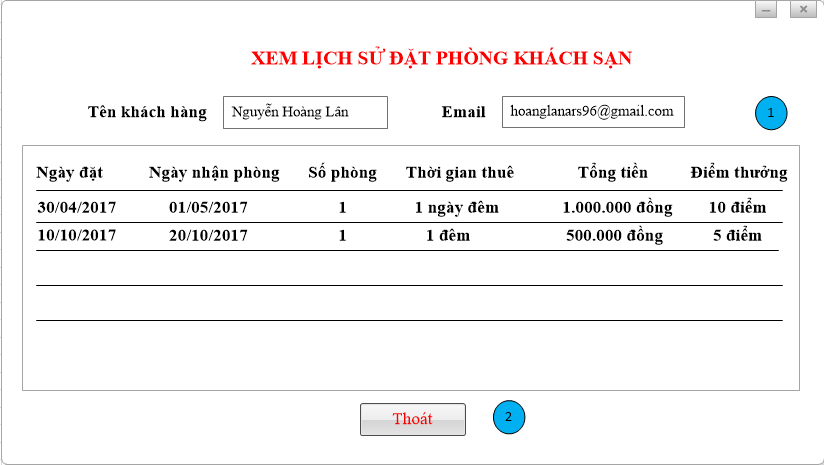 XEM LỊCH SỬ ĐẶT PHÒNG KHÁCH SẠN
Tên khách hàng Nguyễn Hoàng Lân Email hoanglanars96@gmail.com 1
Ngày đặt Ngày nhận phòng Số phòng Thời gian thuê Tổng tiền Điểm thưởng
30/04/2017 01/05/2017 1 1 ngày đêm 1.000.000 đồng 10 điểm
10/10/2017 20/10/2017 1 1 đêm 500.000 đồng 5 điểm
Thoát 2